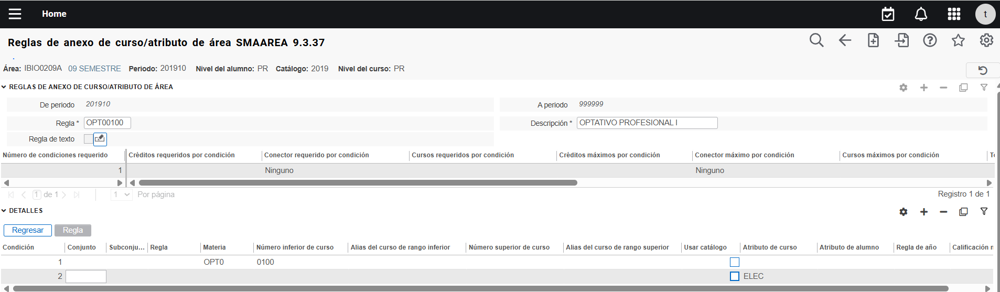 Home
t
Reglas de anexo de curso/atributo de área SMAAREA 9.3.37
Área: IBIO0209A 09 SEMESTRE Periodo: 201910 Nivel del alumno: PR Catálogo: 2019 Nivel del curso: PR
REGLAS DE ANEXO DE CURSO/ATRIBUTO DE ÁREA
De periodo 201910 A periodo 999999
Regla * OPT00100 Descripción * OPTATIVO PROFESIONAL I
Regla de texto
Número de condiciones requerido Créditos requeridos por condición Conector requerido por condición Cursos requeridos por condición Créditos máximos por condición Conector máximo por condición Cursos máximos por condición
1 Ninguno Ninguno
1 de 1 1 Por página Registro 1 de 1
DETALLES
Regresar Regla
Condición Conjunto Subconju... Regla Materia Número inferior de curso Alias del curso de rango inferior Número superior de curso Alias del curso de rango superior Usar catálogo Atributo de curso Atributo de alumno Regla de año Calificación
1 OPT0 0100
2 ELEC